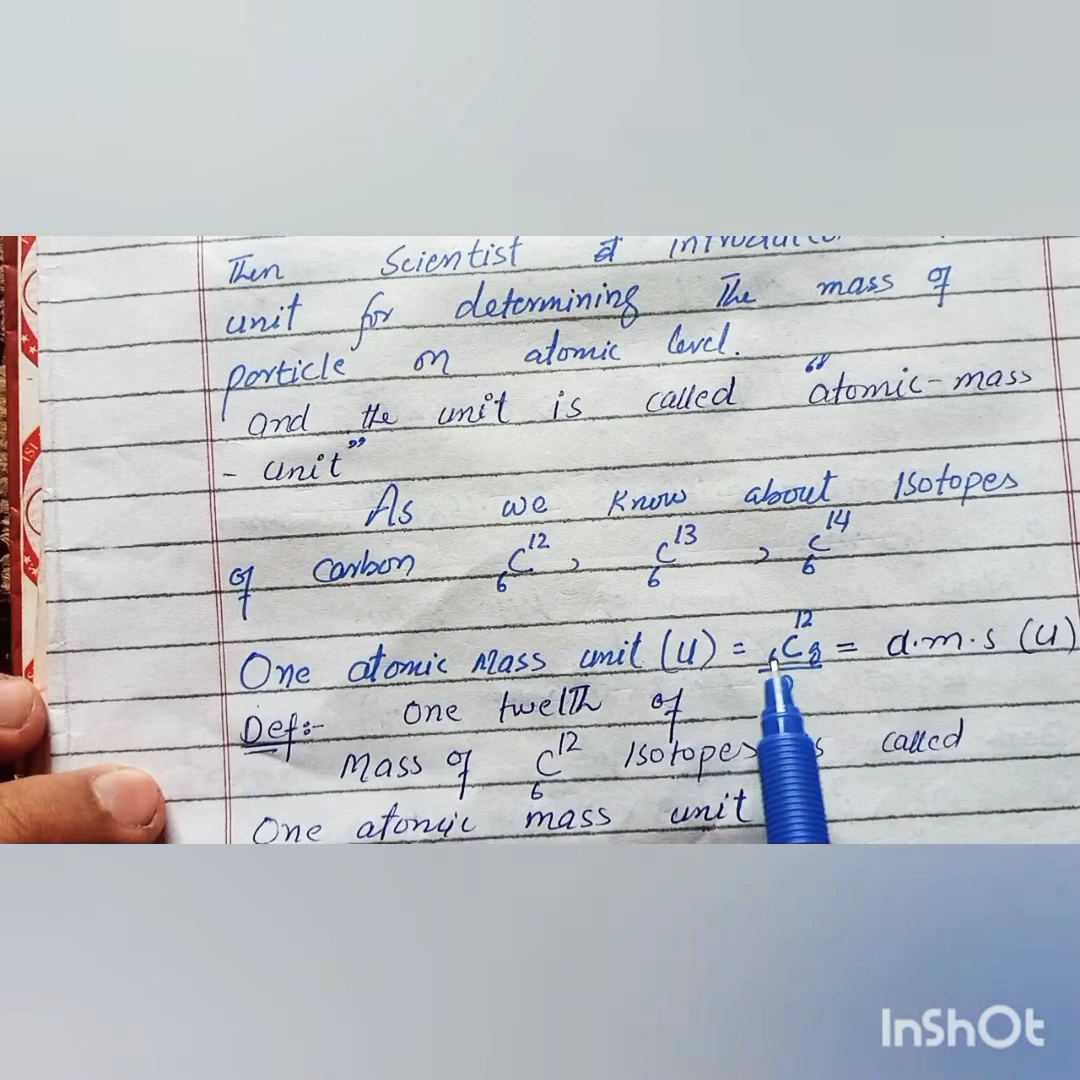 Then Scientist
unit for determining The mass of
particle on atomic level.
and the unit is called "atomic-mass
- unit"
As we know about Isotopes
of carbon ₆C¹², ₆C¹³, ₆C¹⁴
One atomic Mass unit (u) = ₆C¹² = a.m.s (u)
Def:- One twelth of
Mass of ₆C¹² Isotopes called
One atomic mass unit
InShOt